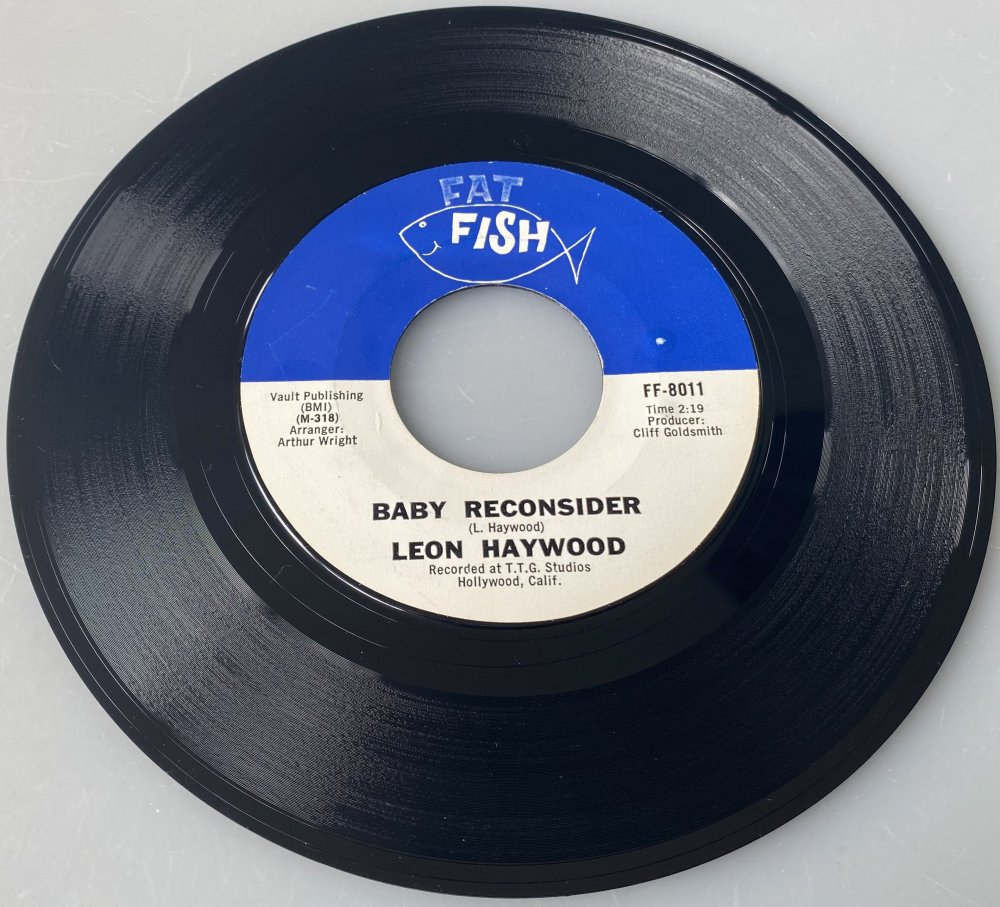 FAT
FISH
Vault Publishing
(BMI)
(M-318)
Arranger:
Arthur Wright
FF-8011
Time 2:19
Producer:
Cliff Goldsmith
BABY RECONSIDER
(L. Haywood)
LEON HAYWOOD
Recorded at T.T.G. Studios
Hollywood, Calif.